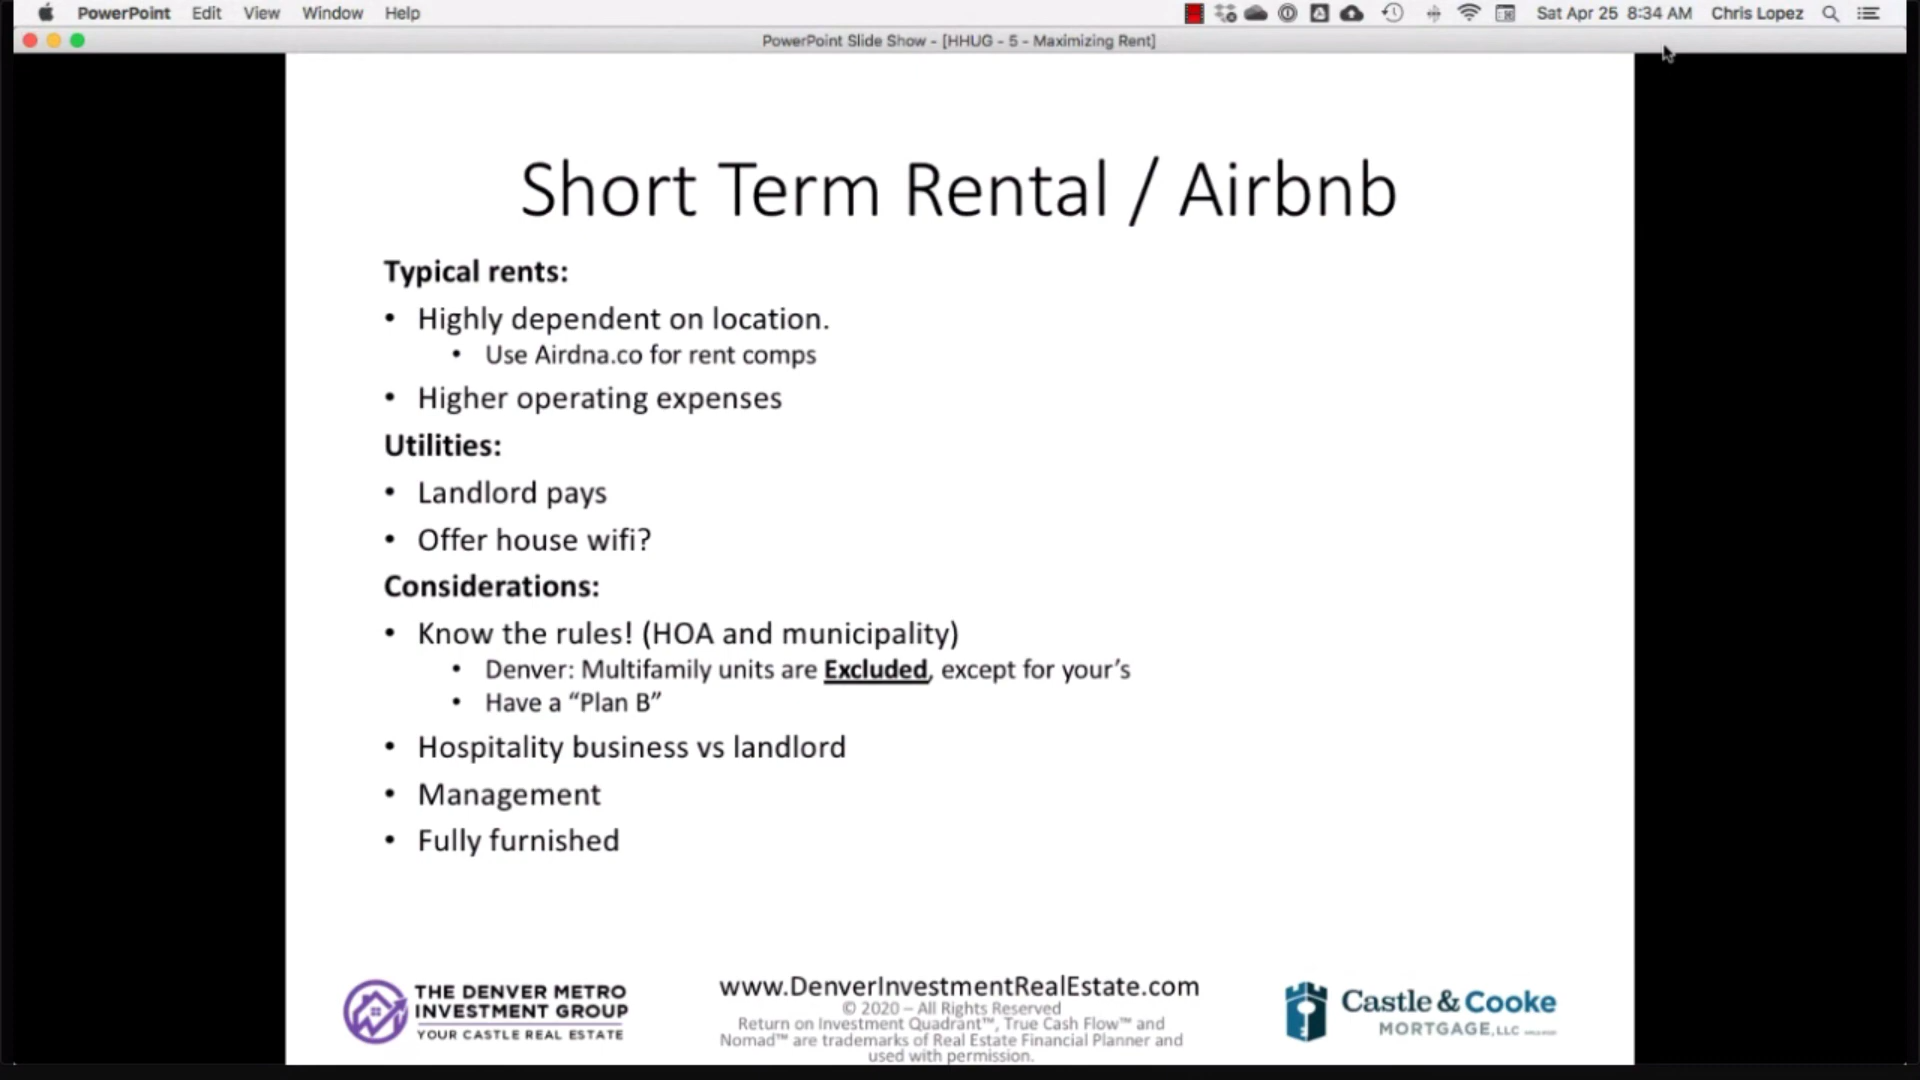 PowerPoint Edit View Window Help Sat Apr 25 8:34 AM Chris Lopez
PowerPoint Slide Show - [HHUG - 5 - Maximizing Rent]
Short Term Rental / Airbnb
Typical rents:
• Highly dependent on location.
• Use Airdna.co for rent comps
• Higher operating expenses
Utilities:
• Landlord pays
• Offer house wifi?
Considerations:
• Know the rules! (HOA and municipality)
• Denver: Multifamily units are Excluded, except for your's
• Have a “Plan B”
• Hospitality business vs landlord
• Management
• Fully furnished
THE DENVER METRO
INVESTMENT GROUP
YOUR CASTLE REAL ESTATE
www.DenverInvestmentRealEstate.com
© 2020 – All Rights Reserved
Return on Investment Quadrant™, True Cash Flow™ and
Nomad™ are trademarks of Real Estate Financial Planner and
used with permission.
Castle & Cooke
MORTGAGE, LLC